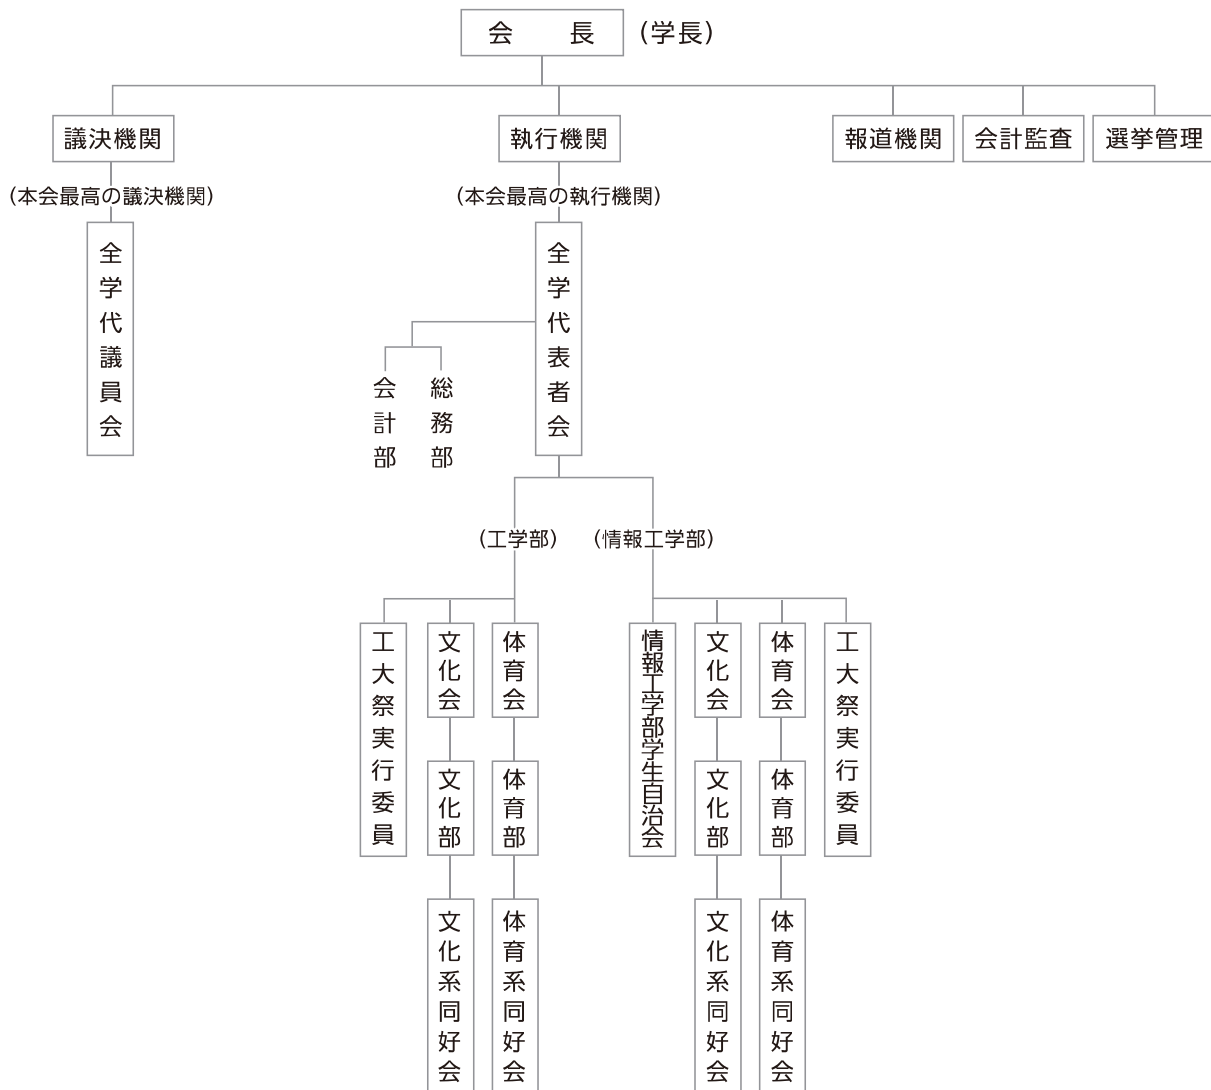 会　　長 (学長)
議決機関
執行機関
報道機関
会計監査
選挙管理
(本会最高の議決機関)
(本会最高の執行機関)
全学代議員会
全学代表者会
会計部
総務部
(工学部)
(情報工学部)
工大祭実行委員
文化会
体育会
情報工学部学生自治会
文化会
体育会
工大祭実行委員
文化部
体育部
文化部
体育部
文化系同好会
体育系同好会
文化系同好会
体育系同好会